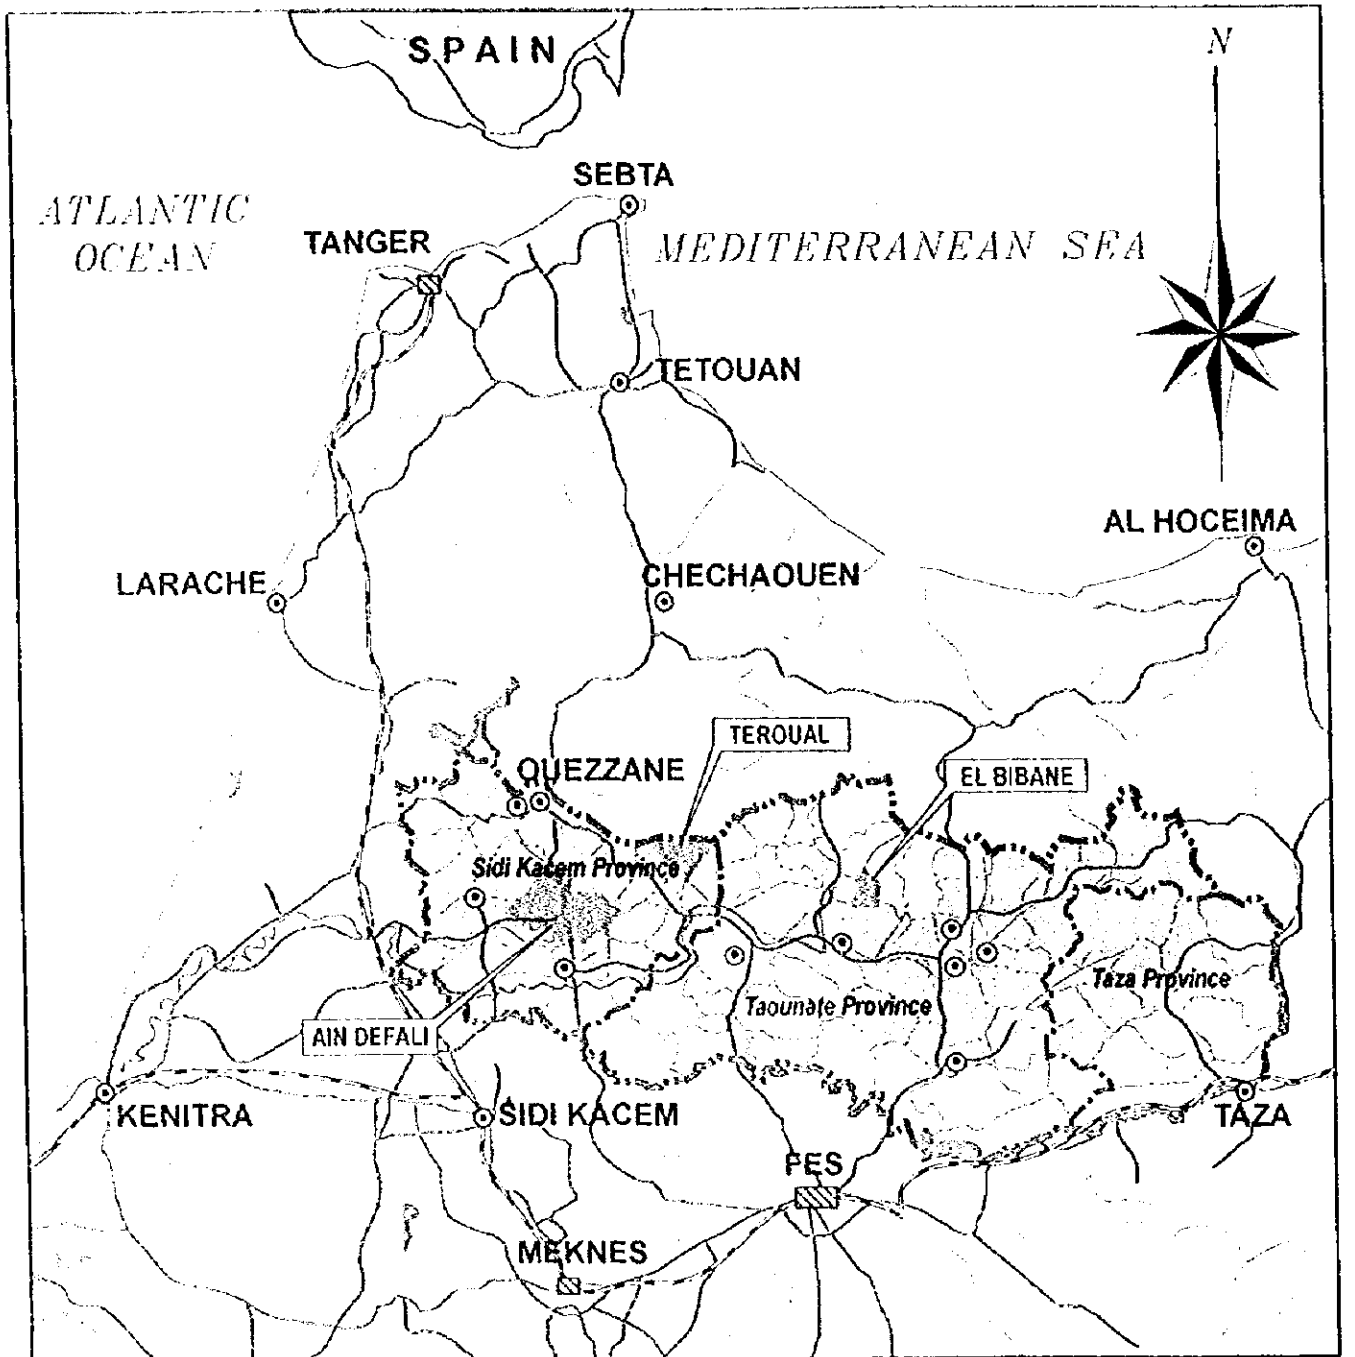 SPAIN
N
SEBTA
ATLANTIC
OCEAN
TANGER
MEDITERRANEAN SEA
TETOUAN
AL HOCEIMA
LARACHE
CHECHAOUEN
TEROUAL
OUEZZANE
EL BIBANE
Sidi Kacem Province
Taza Province
Taounate Province
AIN DEFALI
KENITRA
SIDI KACEM
TAZA
FES
MEKNES